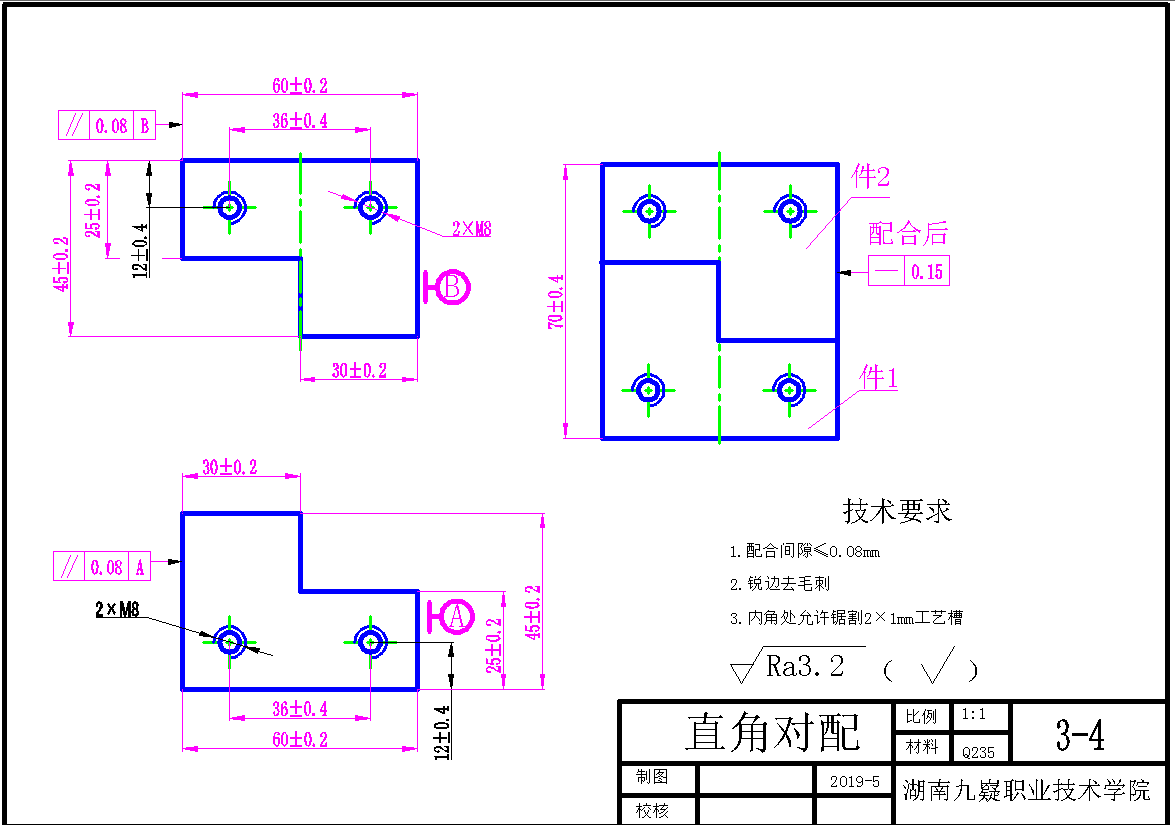 60±0.2
// 0.08 B
36±0.4
25±0.2
12±0.4
45±0.2
2×M8
B
30±0.2
件2
配合后
— 0.15
70±0.4
件1
30±0.2
// 0.08 A
2×M8
A
25±0.2
45±0.2
12±0.4
36±0.4
60±0.2
技术要求
1.配合间隙≤0.08mm
2.锐边去毛刺
3.内角处允许锯割2×1mm工艺槽
Ra3.2 ( √ )
直角对配
比例 1:1
材料 Q235
3-4
制图 2019-5
校核
湖南九嶷职业技术学院